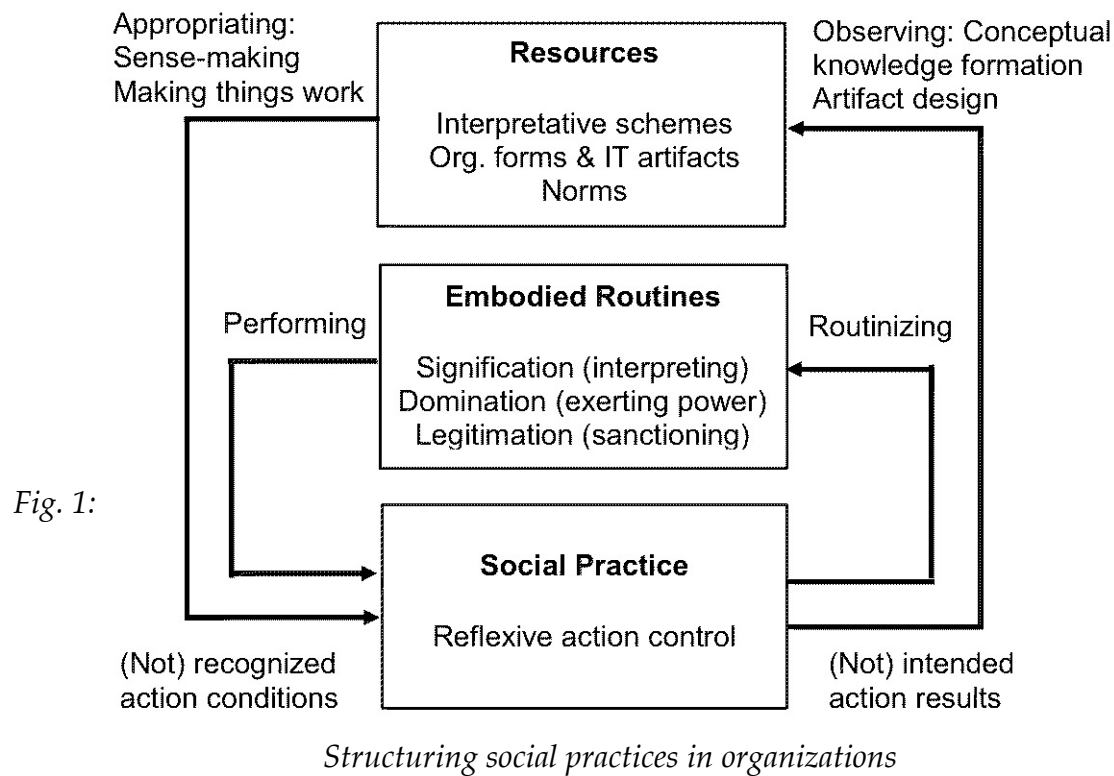 Appropriating:
Sense-making
Making things work
Resources
Interpretative schemes
Org. forms & IT artifacts
Norms
Observing: Conceptual
knowledge formation
Artifact design
Performing
Embodied Routines
Signification (interpreting)
Domination (exerting power)
Legitimation (sanctioning)
Routinizing
Fig. 1:
Social Practice
Reflexive action control
(Not) recognized
action conditions
(Not) intended
action results
Structuring social practices in organizations